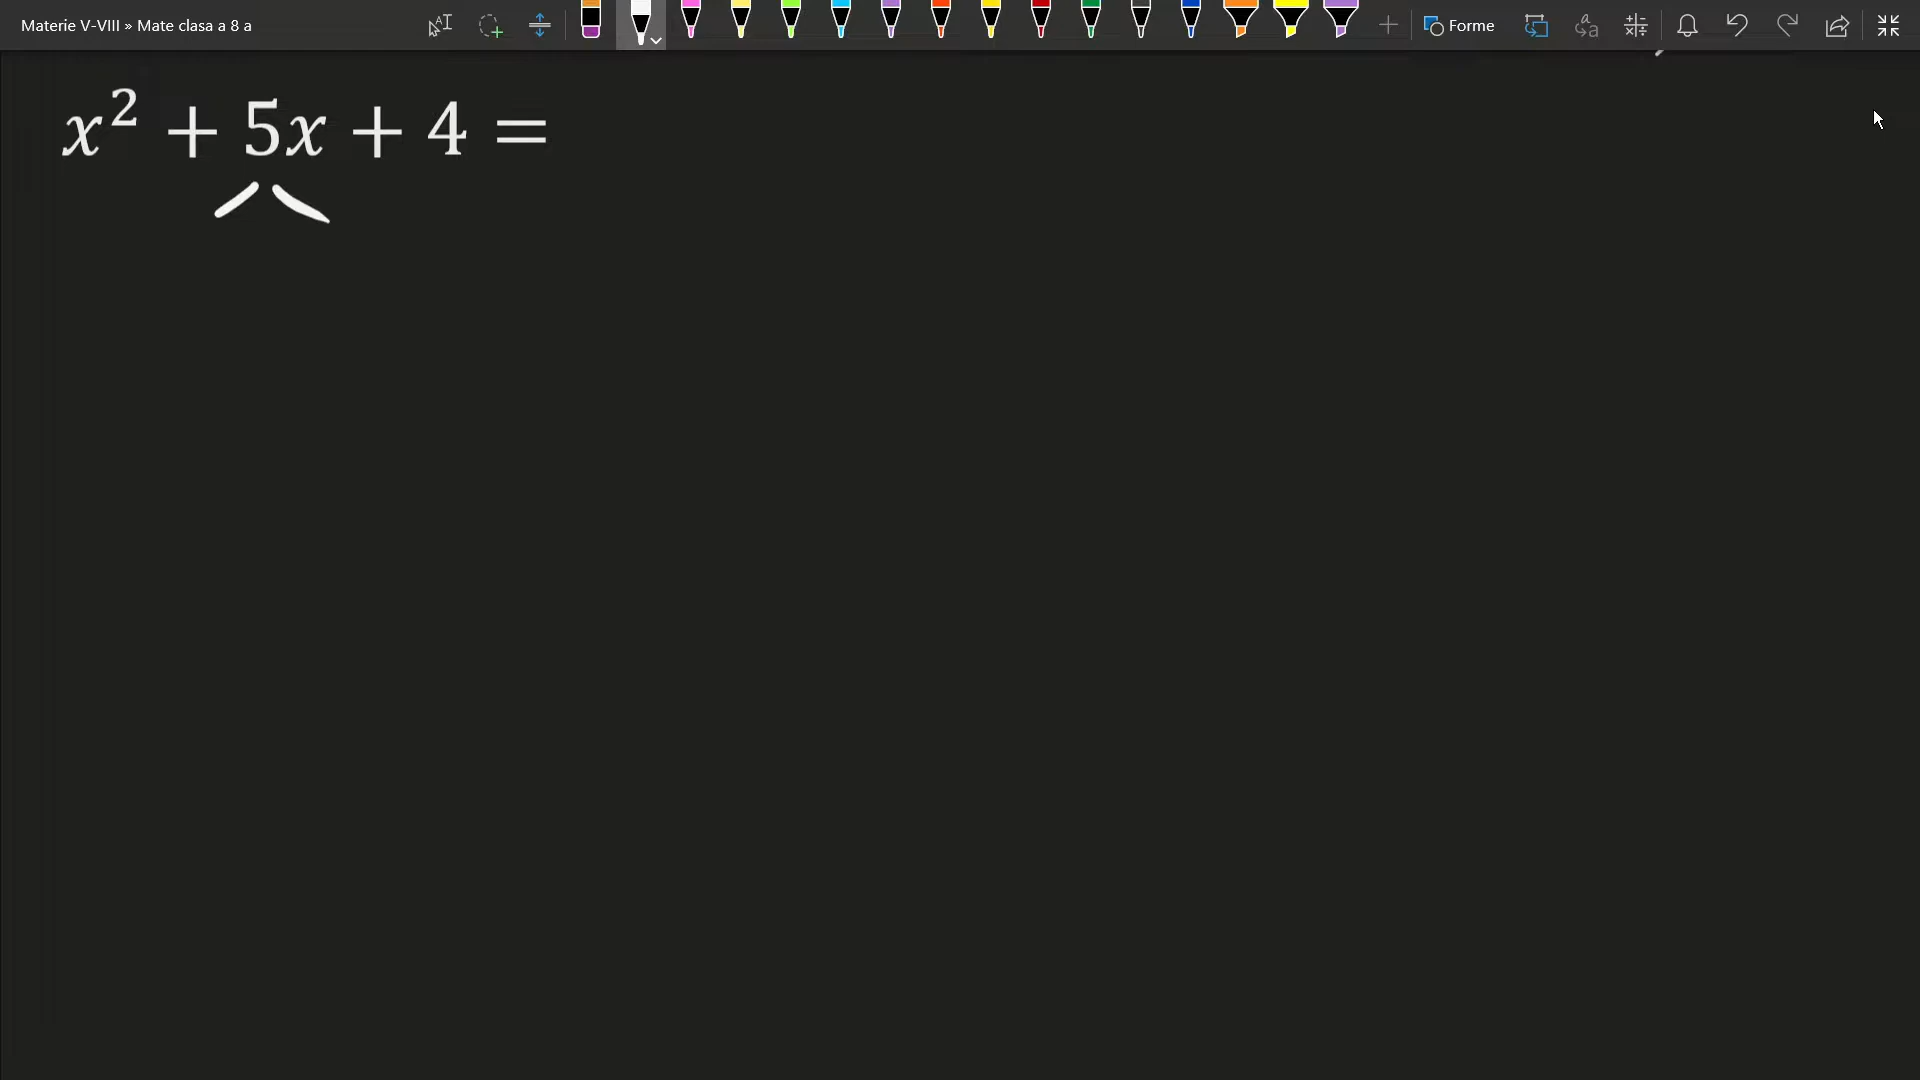 Materie V-VIII » Mate clasa a 8 a
Forme
x² + 5x + 4 =